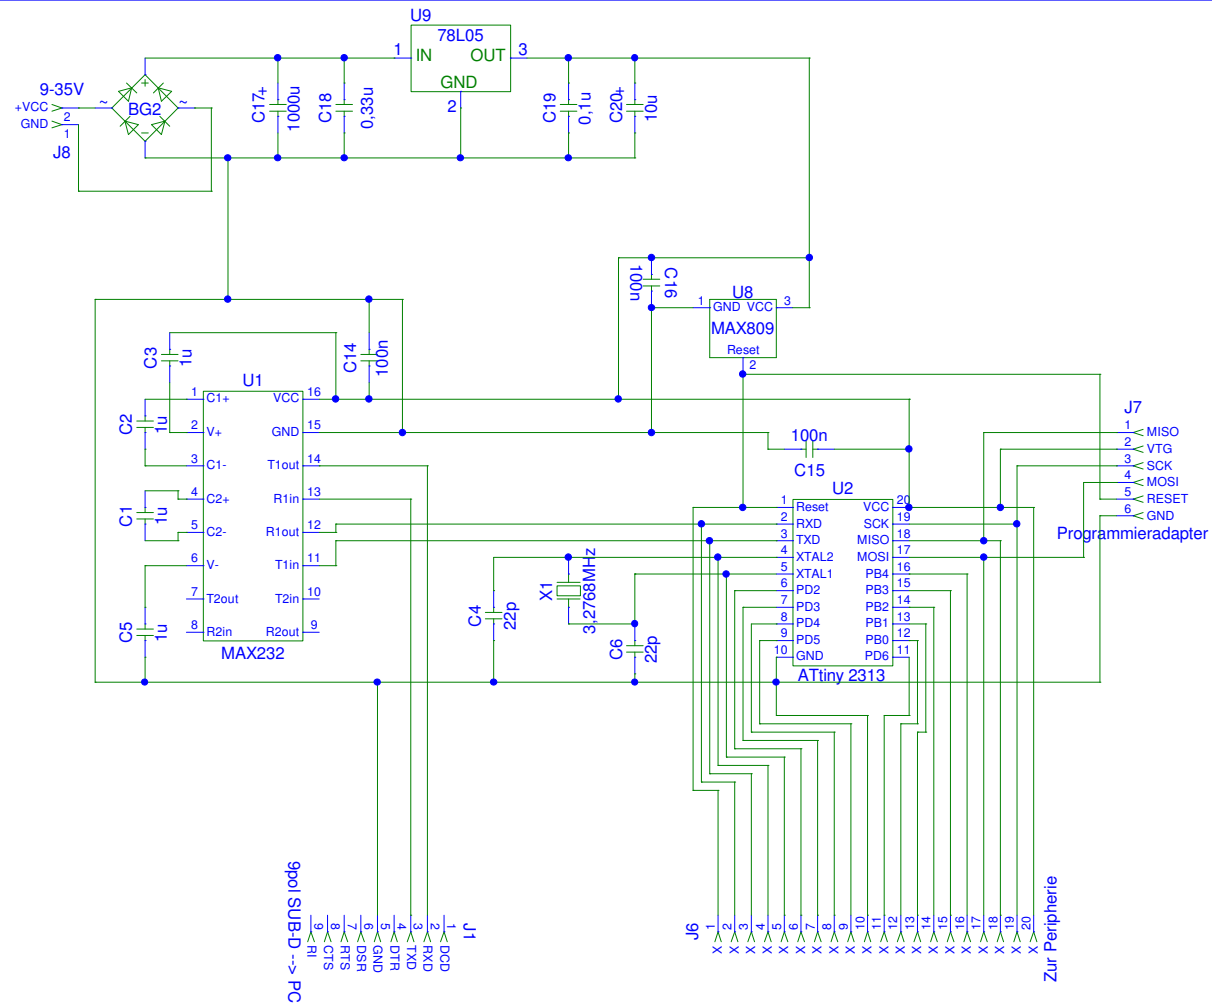 U9
78L05
1 IN OUT 3
GND
2
9-35V
+VCC
GND
2
1
J8
~ + ~
BG2
-
C17
+
1000u
C18
0,33u
C19
0,1u
C20
+
10u
C16
100n
U8
1 GND VCC 3
MAX809
Reset
2
C3
1u
C14
100n
C2
1u
C1
1u
C5
1u
U1
1 C1+ VCC 16
2 V+ GND 15
3 C1- T1out 14
4 C2+ R1in 13
5 C2- R1out 12
6 V- T1in 11
7 T2out T2in 10
8 R2in R2out 9
MAX232
100n
C15
J7
1 MISO
2 VTG
3 SCK
4 MOSI
5 RESET
6 GND
Programmieradapter
U2
1 Reset VCC 20
2 RXD SCK 19
3 TXD MISO 18
4 XTAL2 MOSI 17
5 XTAL1 PB4 16
6 PD2 PB3 15
7 PD3 PB2 14
8 PD4 PB1 13
9 PD5 PB0 12
10 GND PD6 11
ATtiny 2313
X1
3,2768MHz
C4
22p
C6
22p
9pol SUB-D --> PC
9 RI
8 CTS
7 RTS
6 DSR
5 GND
4 DTR
3 TXD
2 RXD
1 DCD
J1
J6
1 2 3 4 5 6 7 8 9 10 11 12 13 14 15 16 17 18 19 20
X X X X X X X X X X X X X X X X X X X X
Zur Peripherie